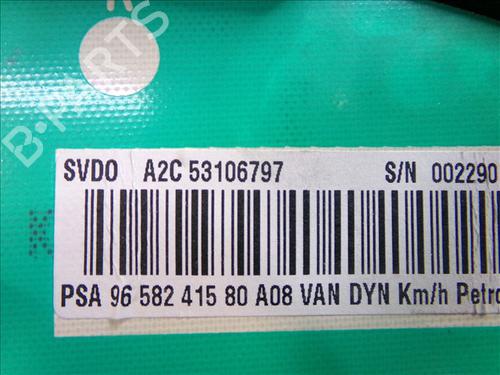 B-PARTS
SVDO A2C 53106797 S/N 002290
PSA 96 582 415 80 A08 VAN DYN Km/h Petro